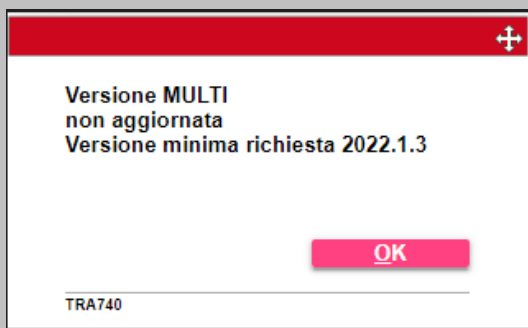 Versione MULTI
non aggiornata
Versione minima richiesta 2022.1.3
OK
TRA740